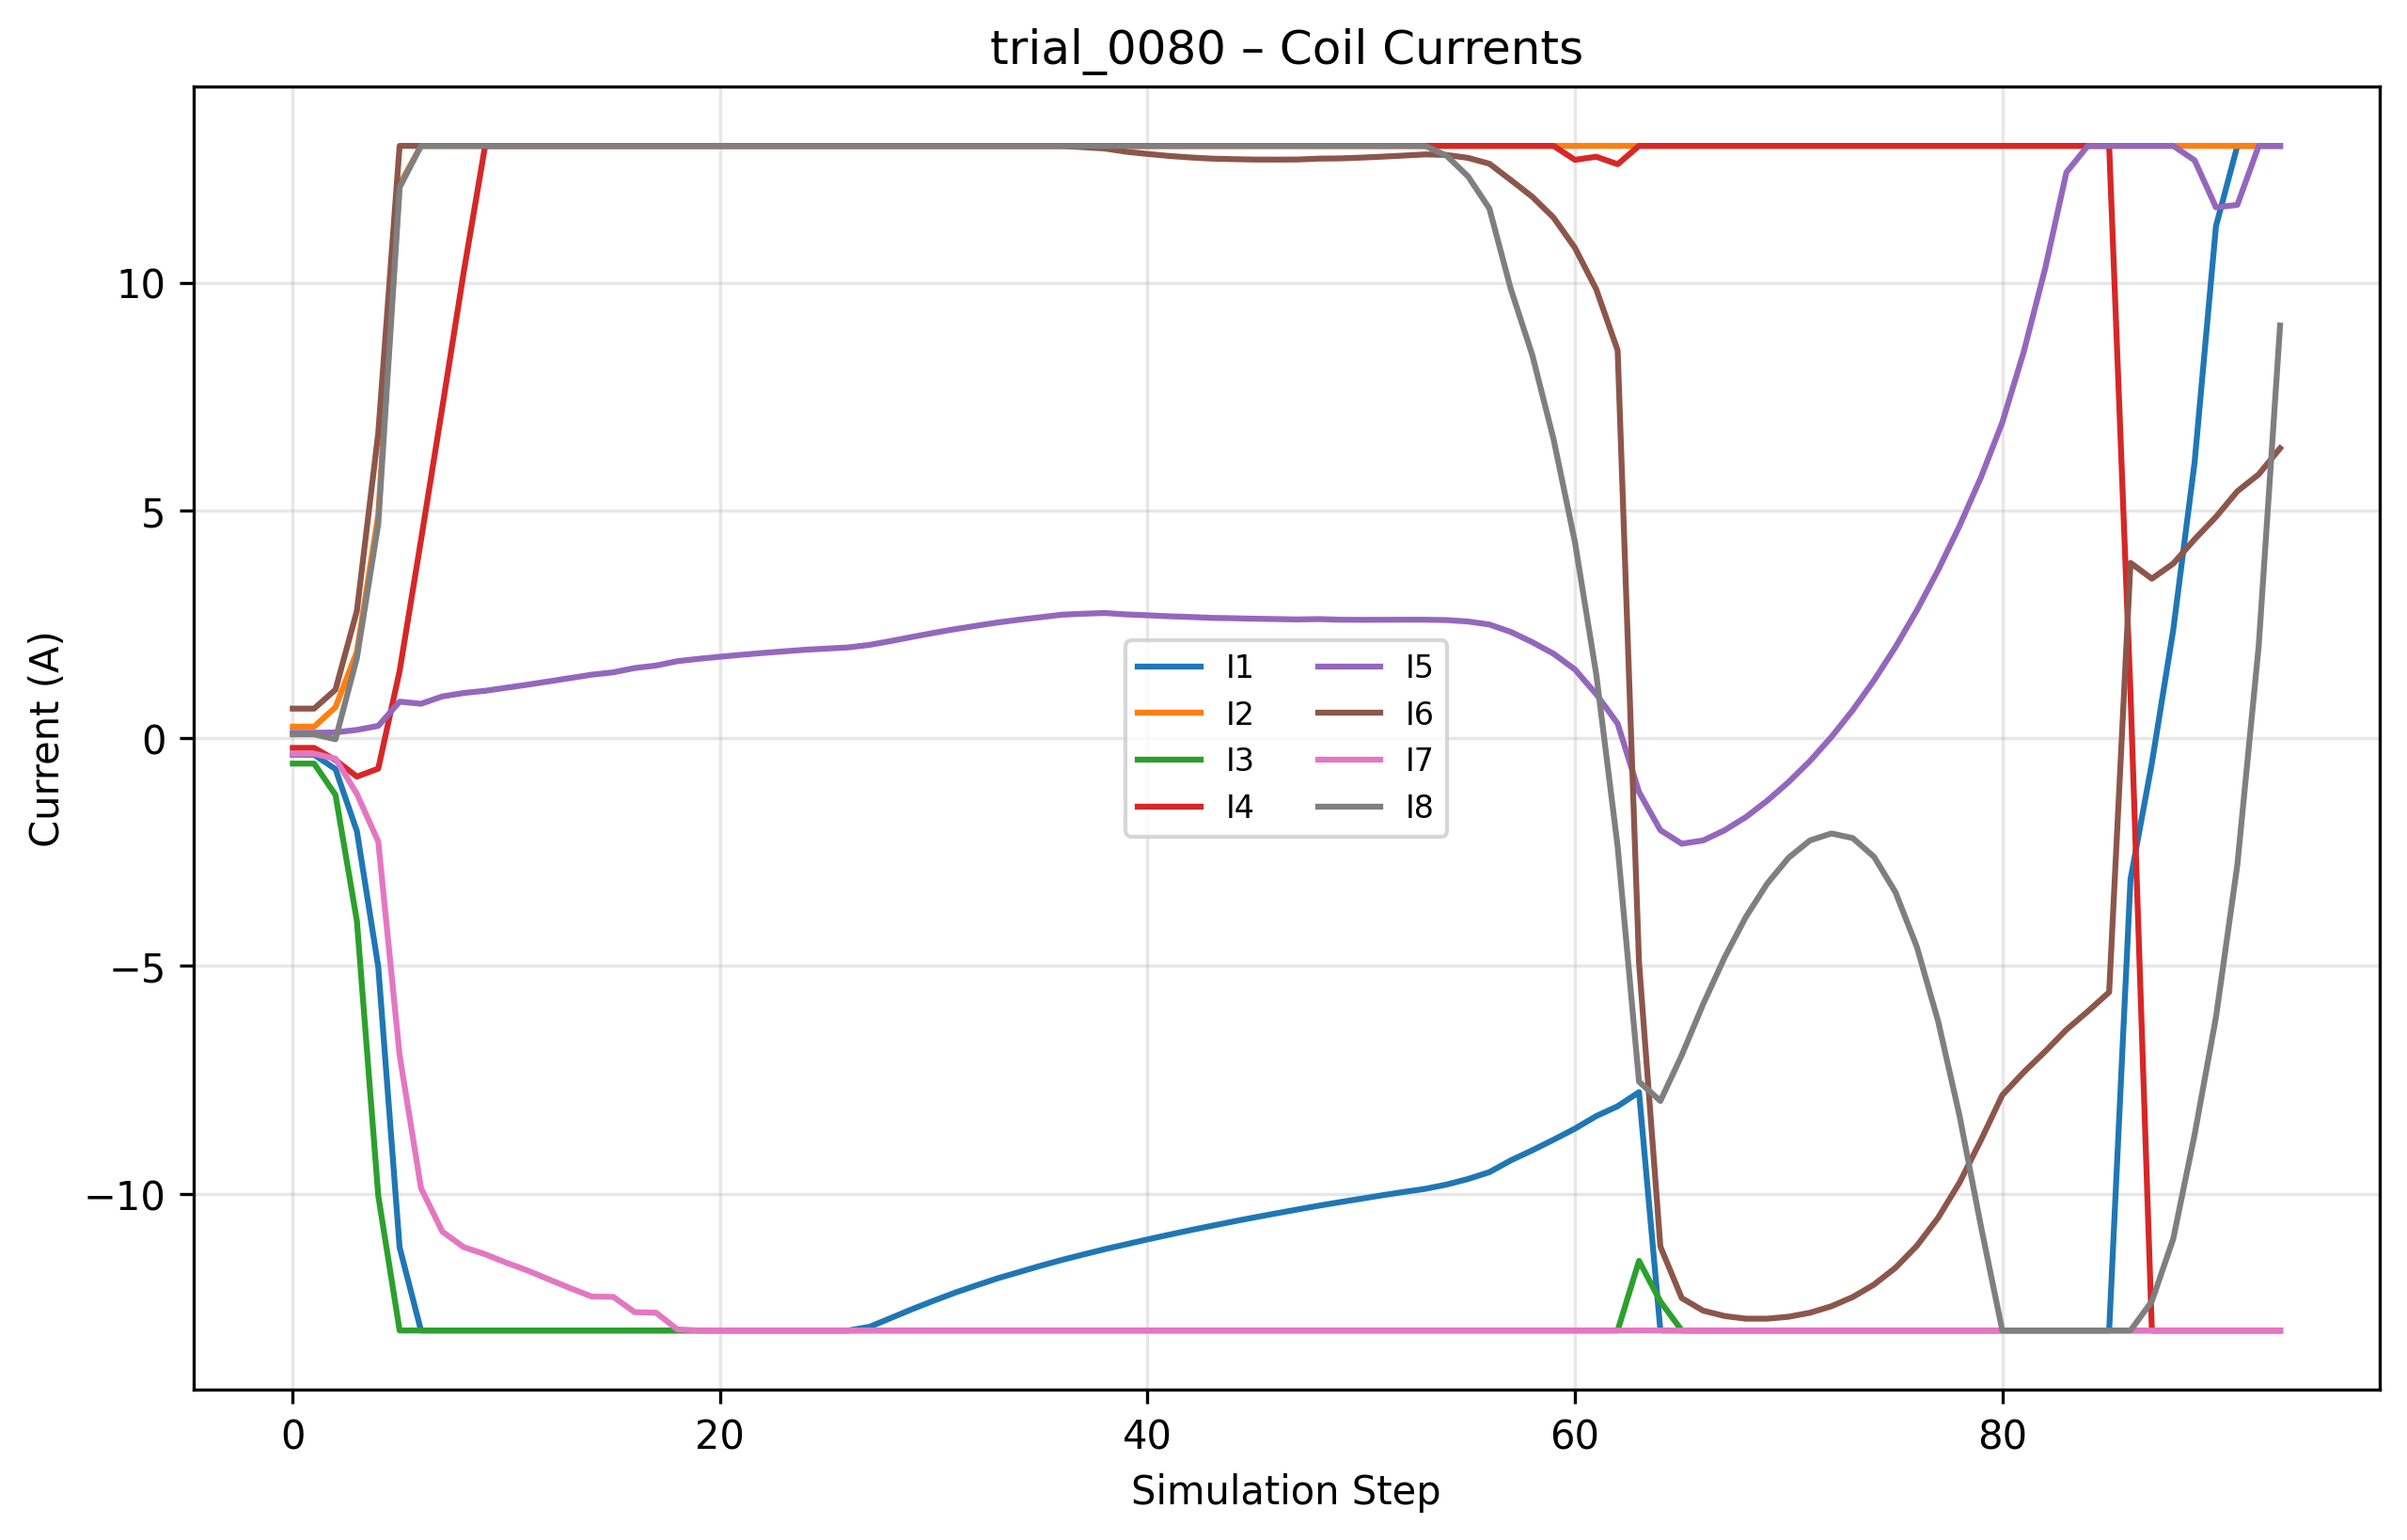 trial_0080 – Coil Currents
Current (A)
10
5
0
−5
−10
I1
I2
I3
I4
I5
I6
I7
I8
0
20
40
60
80
Simulation Step